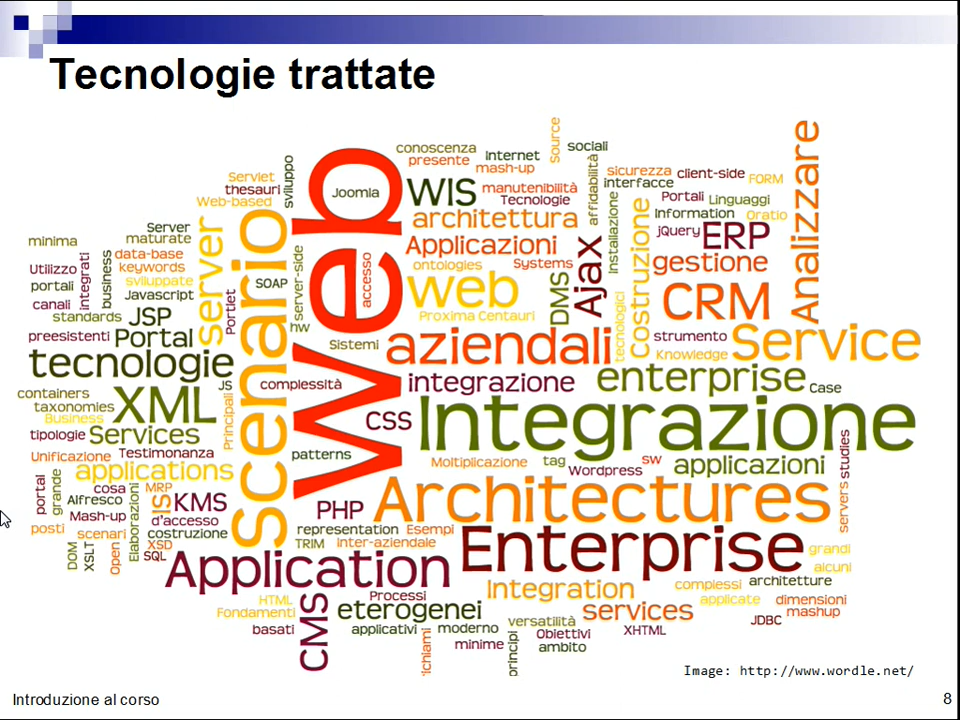 Tecnologie trattate
source
conoscenza
sociali
Analizzare
presente
Internet
mash-up
Web
Joomla
sviluppo
Servlet
thesauri
Web-based
WIS
manutenibilità
Tecnologie
affidabilità
sicurezza
client-side
FORM
interfacce
Portali
Linguaggi
Information
Oratio
architettura
Installazione
Costruzione
jQuery
ERP
Server
maturate
minima
server
scenario
Applicazioni
Ajax
gestione
data-base
keywords
sviluppate
Utilizzo
portali
integrati
business
server-side
accesso
ontologies
Systems
DMS
SOAP
web
CRM
canali
Javascript
Portlet
standards
JSP
Proxima Centauri
tecnologici
hw
preesistenti
Portal
Sistemi
aziendali
strumento
Service
Knowledge
tecnologie
JS
complessità
integrazione
enterprise
Case
containers
taxonomies
Business
XML
Principali
CSS
Integrazione
tipologie
Services
Unificazione
Testimonanza
patterns
Moltiplicazione
tag
Wordpress
sw
applicazioni
studies
applications
portal
grande
cosa
MRP
Alfresco
Elaborazioni
IS
KMS
PHP
Architectures
servers
Mash-up
d'accesso
posti
scenari
costruzione
representation
Esempi
Enterprise
DOM
XSLT
Open
XSD
SQL
TRIM
Inter-aziendale
grandi
alcuni
Application
Integration
complessi
architetture
HTML
Fondamenti
basati
CMS
Processi
eterogenei
services
applicate
dimensioni
mashup
versatilità
JDBC
applicativi
richiami
moderno
minime
principi
Obiettivi
ambito
XHTML
Image: http://www.wordle.net/
Introduzione al corso
8